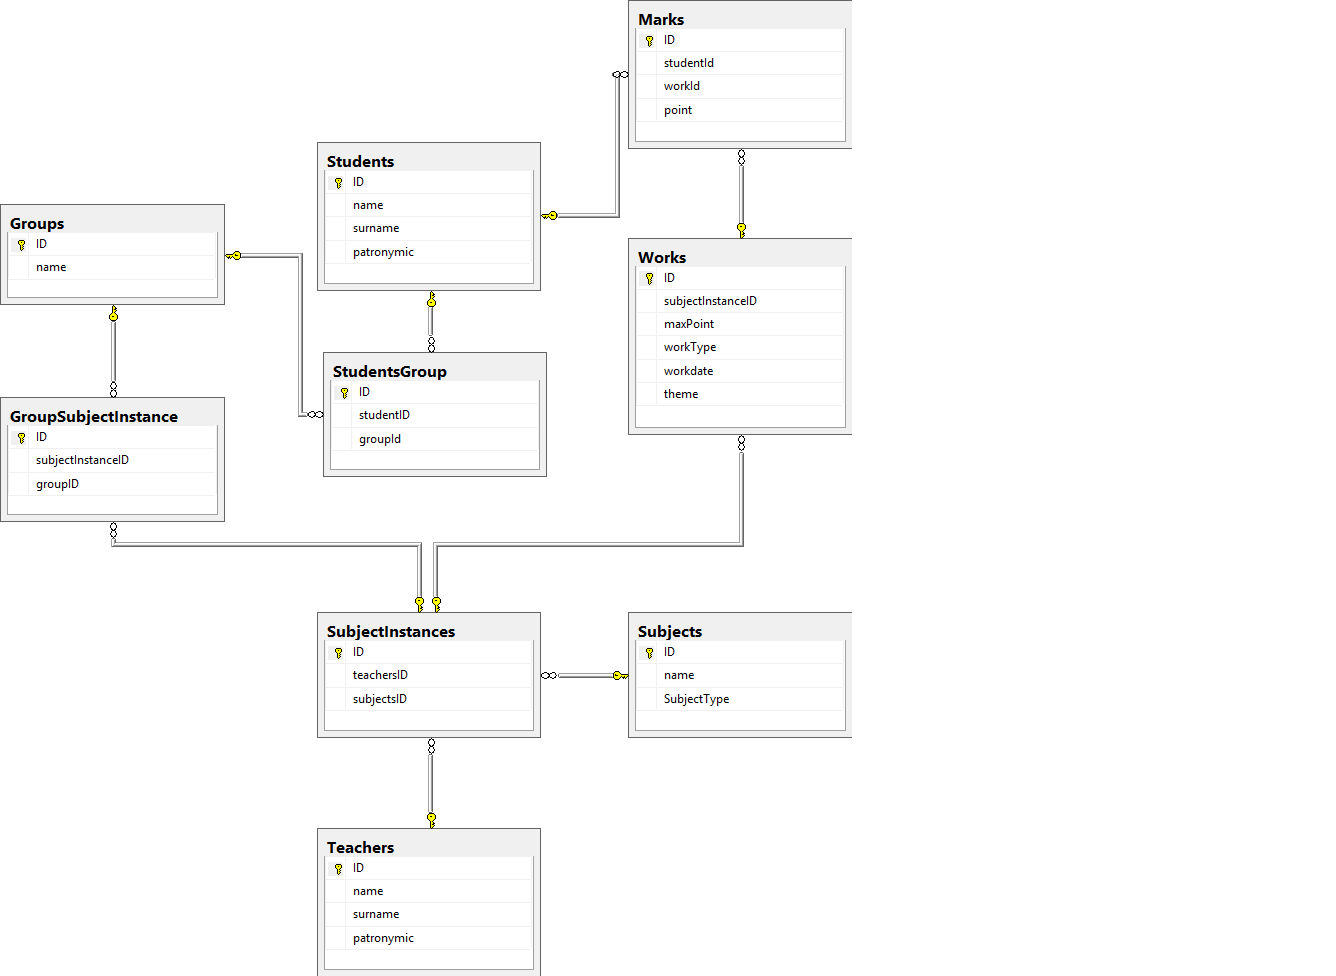 Marks
ID
studentId
workId
point
Students
ID
name
surname
patronymic
Groups
ID
name
Works
ID
subjectInstanceID
maxPoint
workType
workdate
theme
StudentsGroup
ID
studentID
groupId
GroupSubjectInstance
ID
subjectInstanceID
groupID
SubjectInstances
ID
teachersID
subjectsID
Subjects
ID
name
SubjectType
Teachers
ID
name
surname
patronymic